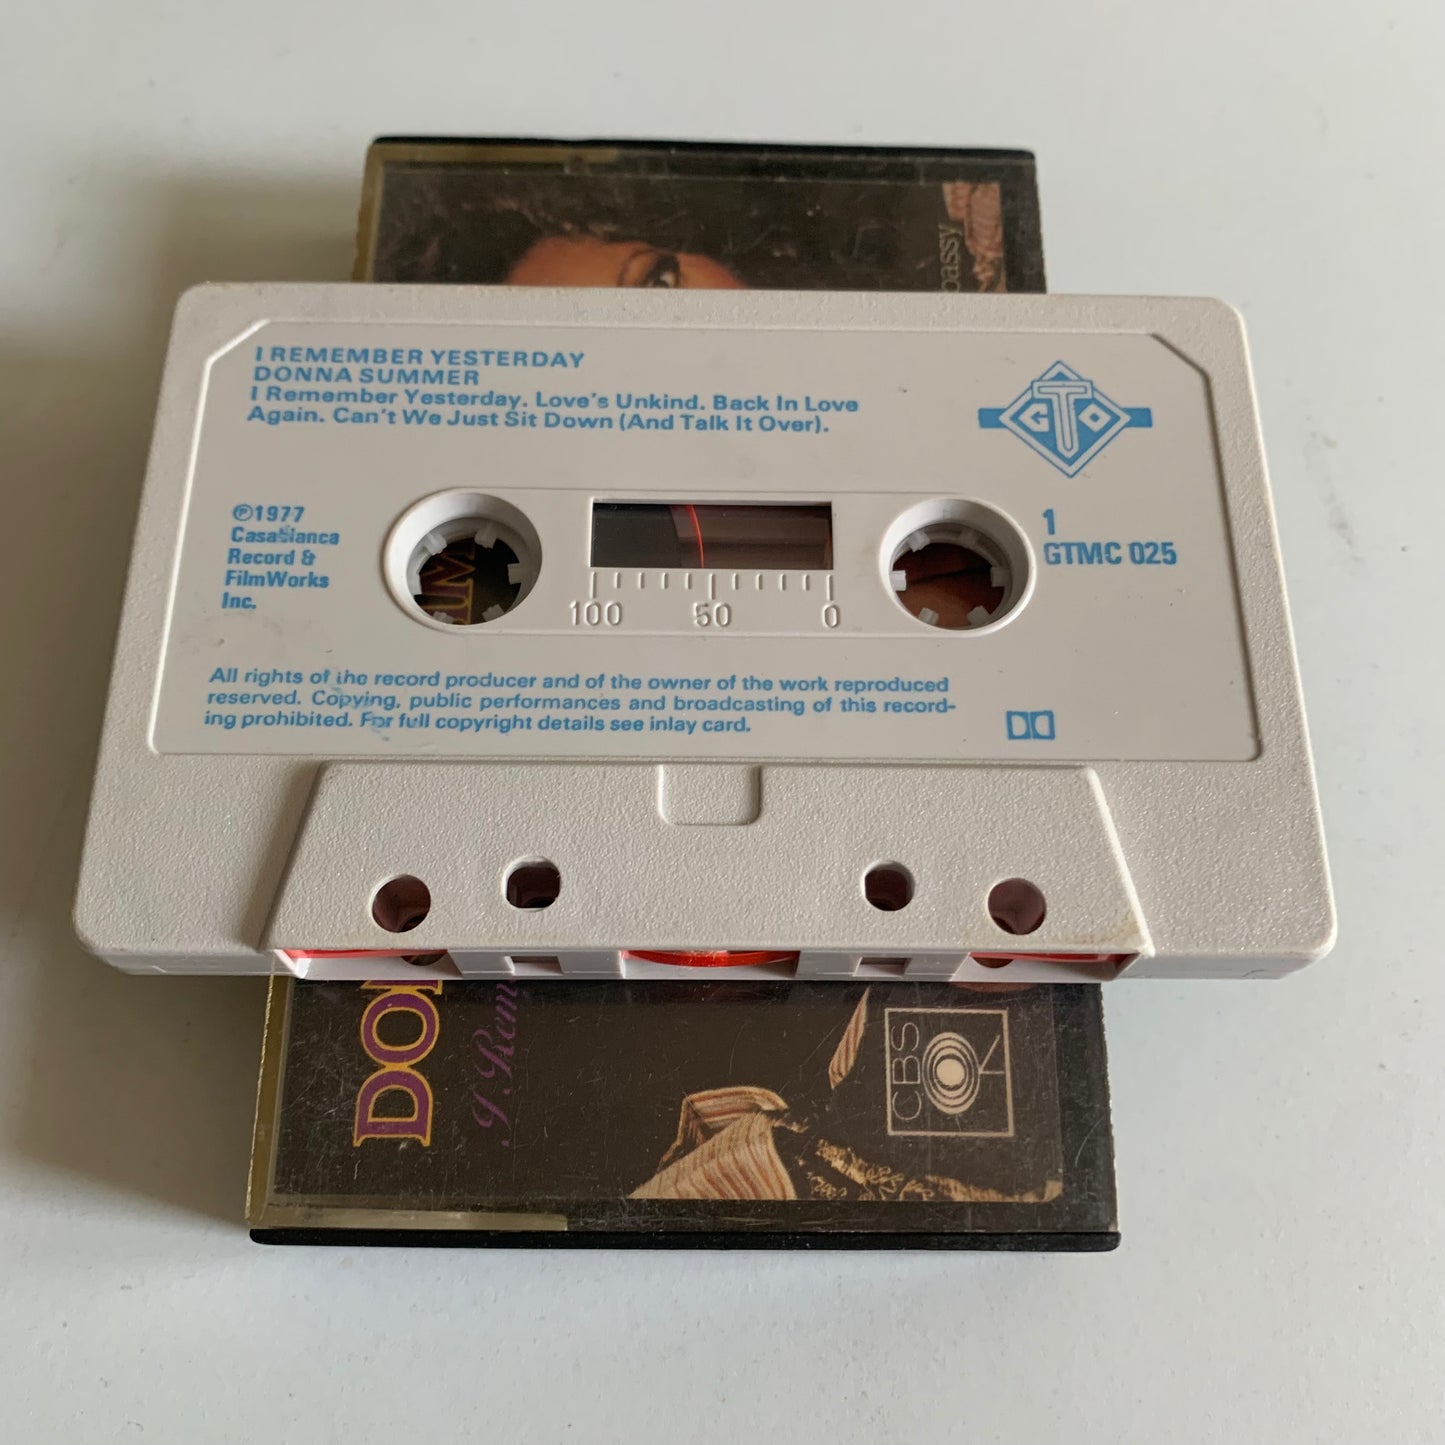 I REMEMBER YESTERDAY
DONNA SUMMER
I Remember Yesterday. Love's Unkind. Back In Love
Again. Can't We Just Sit Down (And Talk It Over).
GTO
℗1977
Casablanca
Record &
FilmWorks
Inc.
100 50 0
1
GTMC 025
All rights of the record producer and of the owner of the work reproduced
reserved. Copying, public performances and broadcasting of this record-
ing prohibited. For full copyright details see inlay card.
CBS